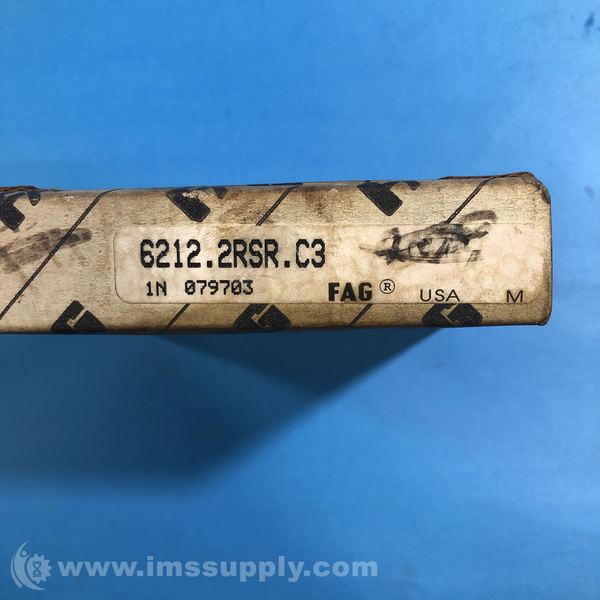 6212.2RSR.C3
1N 079703 FAG® USA M
www.imssupply.com